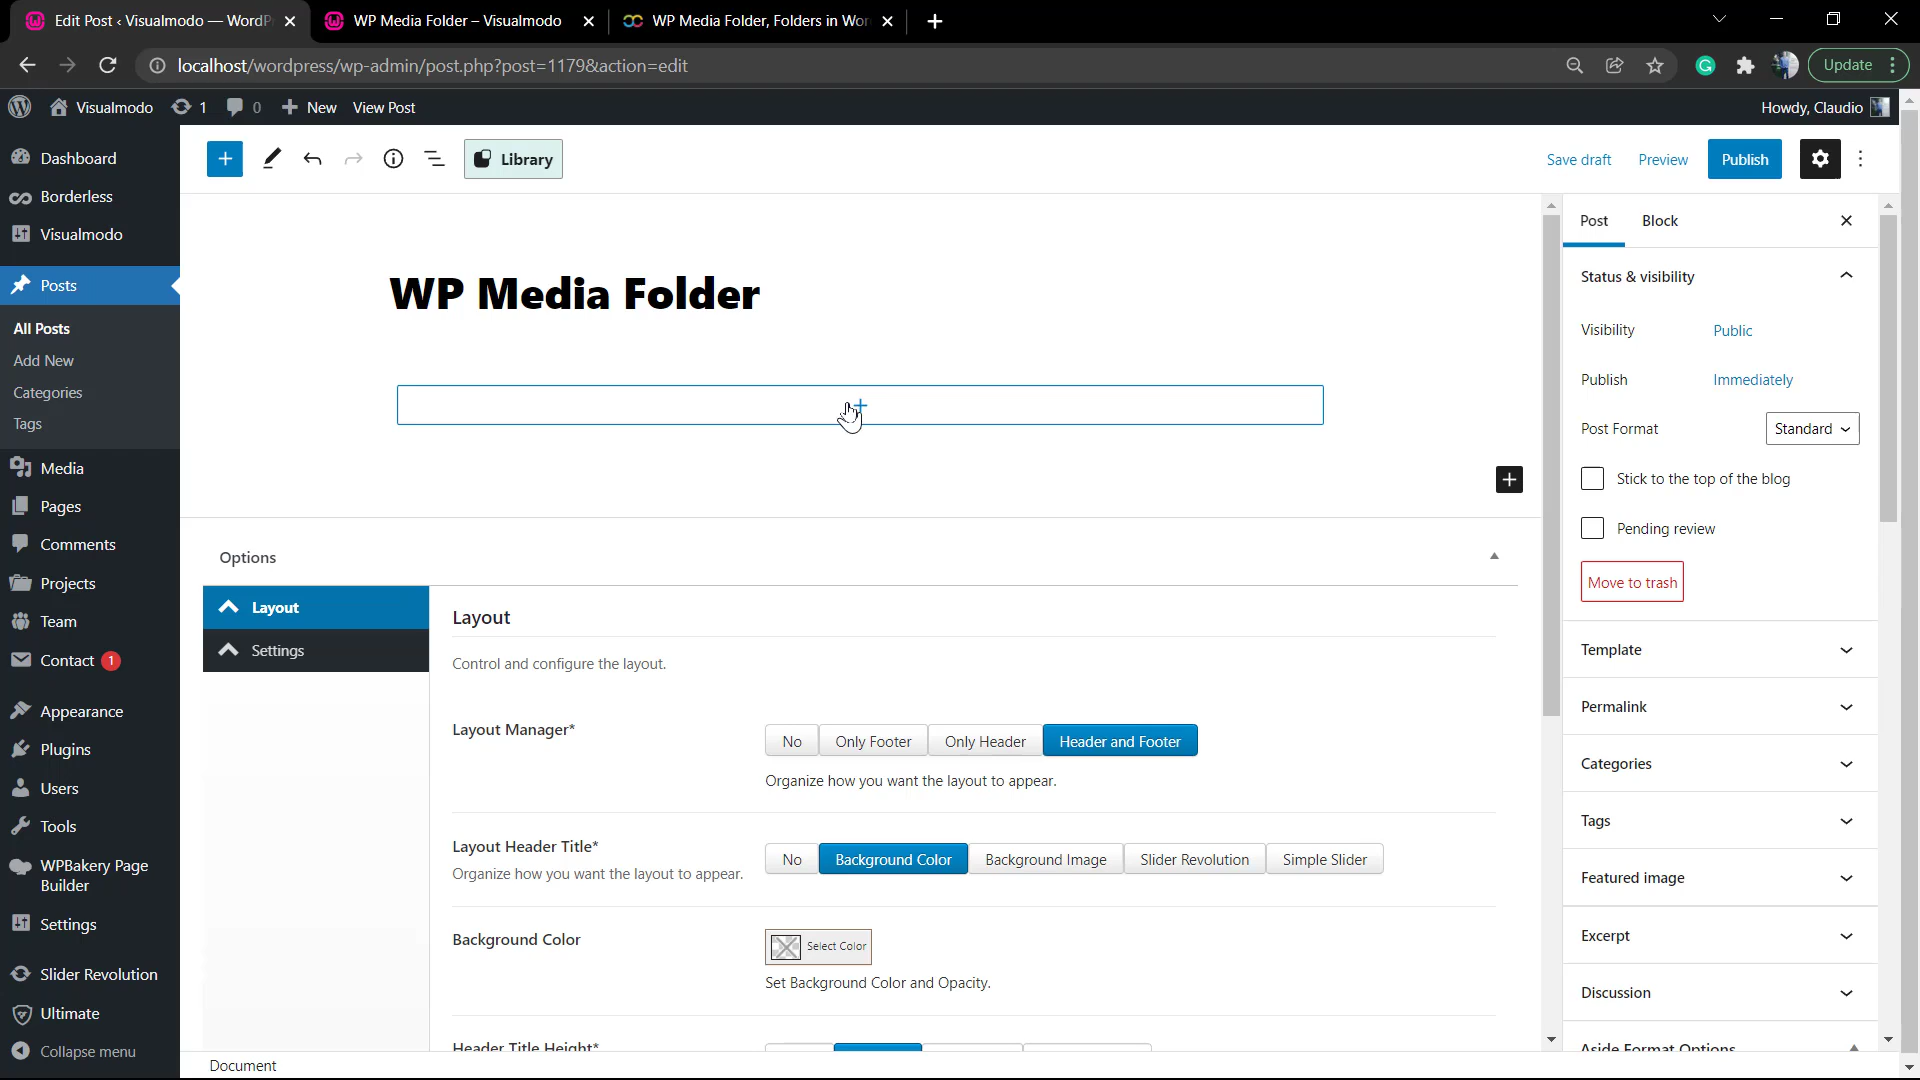 Edit Post ‹ Visualmodo — WordP
WP Media Folder – Visualmodo
WP Media Folder, Folders in Wor
localhost/wordpress/wp-admin/post.php?post=1179&action=edit
Update
Visualmodo
1
0
New
View Post
Howdy, Claudio
Dashboard
Borderless
Visualmodo
Posts
All Posts
Add New
Categories
Tags
Media
Pages
Comments
Projects
Team
Contact 1
Appearance
Plugins
Users
Tools
WPBakery Page
Builder
Settings
Slider Revolution
Ultimate
Collapse menu
Library
Save draft
Preview
Publish
WP Media Folder
Options
Layout
Settings
Layout
Control and configure the layout.
Layout Manager*
No
Only Footer
Only Header
Header and Footer
Organize how you want the layout to appear.
Layout Header Title*
Organize how you want the layout to appear.
No
Background Color
Background Image
Slider Revolution
Simple Slider
Background Color
Select Color
Set Background Color and Opacity.
Header Title Height*
Document
Post
Block
Status & visibility
Visibility
Public
Publish
Immediately
Post Format
Standard
Stick to the top of the blog
Pending review
Move to trash
Template
Permalink
Categories
Tags
Featured image
Excerpt
Discussion
Aside Format Options